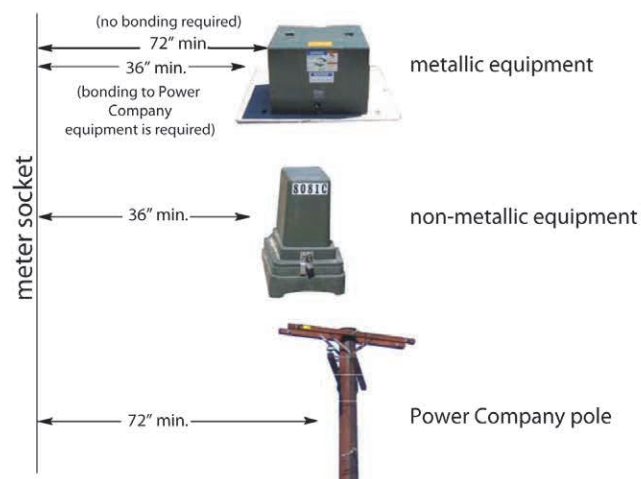 (no bonding required)
72” min.
36” min.
metallic equipment
(bonding to Power
Company
equipment is required)
meter socket
S081C
36” min.
non-metallic equipment
72” min.
Power Company pole